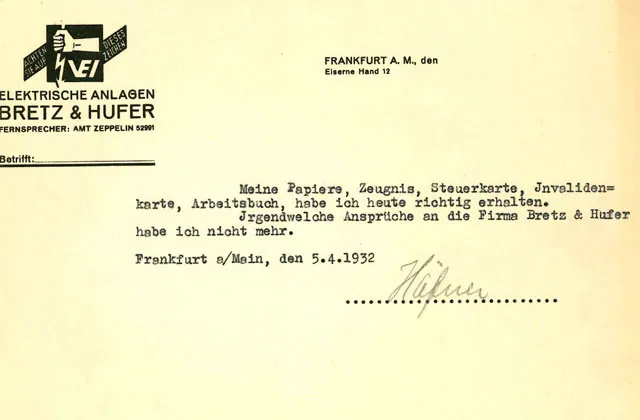 ACHTEN SIE AUF DIESES ZEICHEN
VEI
ELEKTRISCHE ANLAGEN
BRETZ & HUFER
FERNSPRECHER: AMT ZEPPELIN 52991
Betrifft:
FRANKFURT A. M., den
Eiserne Hand 12
Meine Papiere, Zeugnis, Steuerkarte, Jnvaliden=
karte, Arbeitsbuch, habe ich heute richtig erhalten.
Jrgendwelche Ansprüche an die Firma Bretz & Hufer
habe ich nicht mehr.
Frankfurt a/Main, den 5.4.1932
Häfner